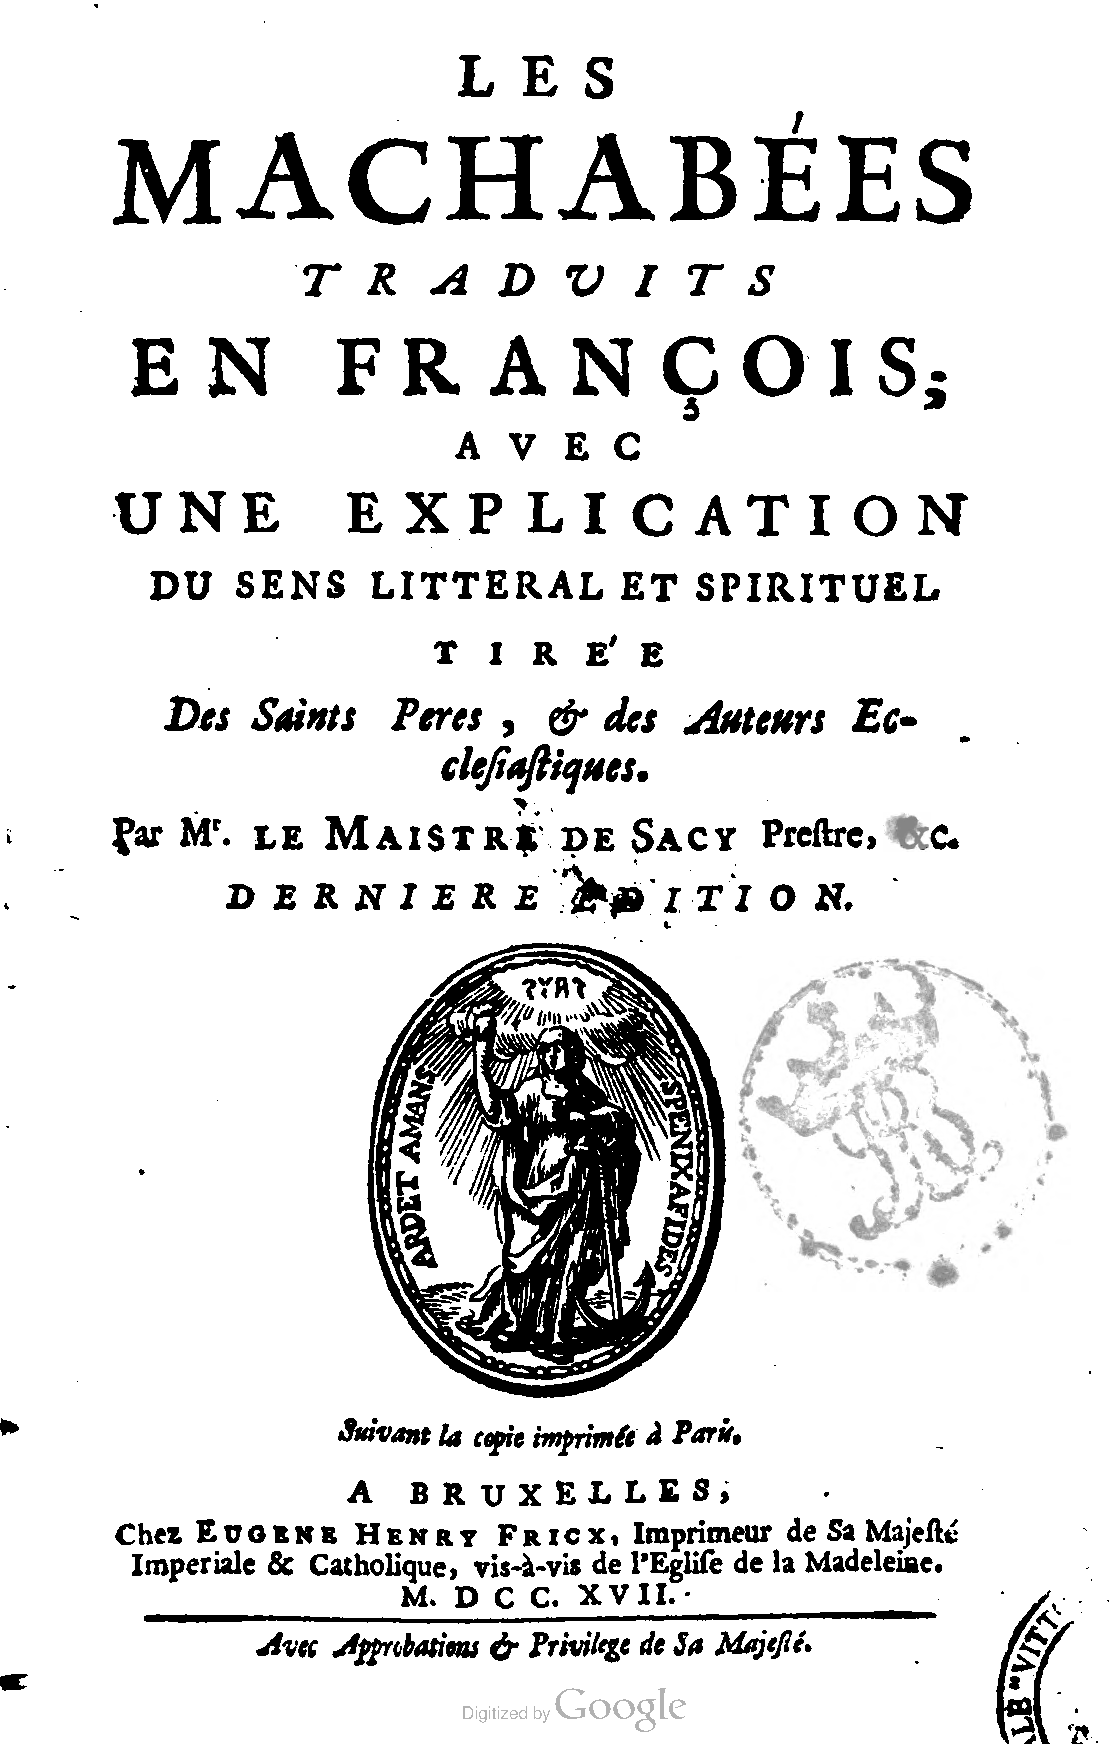 LES
MACHABÉES
TRADUITS
EN FRANÇOIS;
AVEC
UNE EXPLICATION
DU SENS LITTERAL ET SPIRITUEL
TIRE'E
Des Saints Peres, & des Auteurs Ec-
clesiaſtiques.
Par Mr. LE MAISTRE DE SACY Preſtre, &c.
DERNIERE EDITION.
ARDET AMANS
SPE NIXA FIDES
Suivant la copie imprimée à Paris.
A BRUXELLES,
Chez EUGENE HENRY FRICX, Imprimeur de Sa Majeſté
Imperiale & Catholique, vis-à-vis de l'Egliſe de la Madeleine.
M. DCC. XVII.
Avec Approbations & Privilege de Sa Majeſté.
ALE "VITT
Digitized by Google